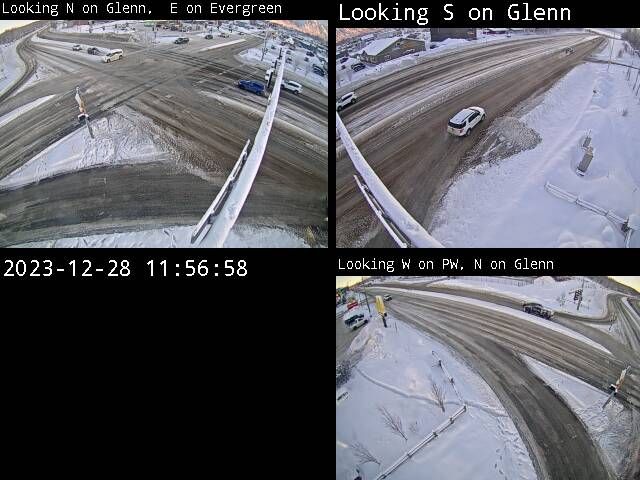 Looking N on Glenn,  E on Evergreen
Looking S on Glenn
2023-12-28 11:56:58
Looking W on PW, N on Glenn